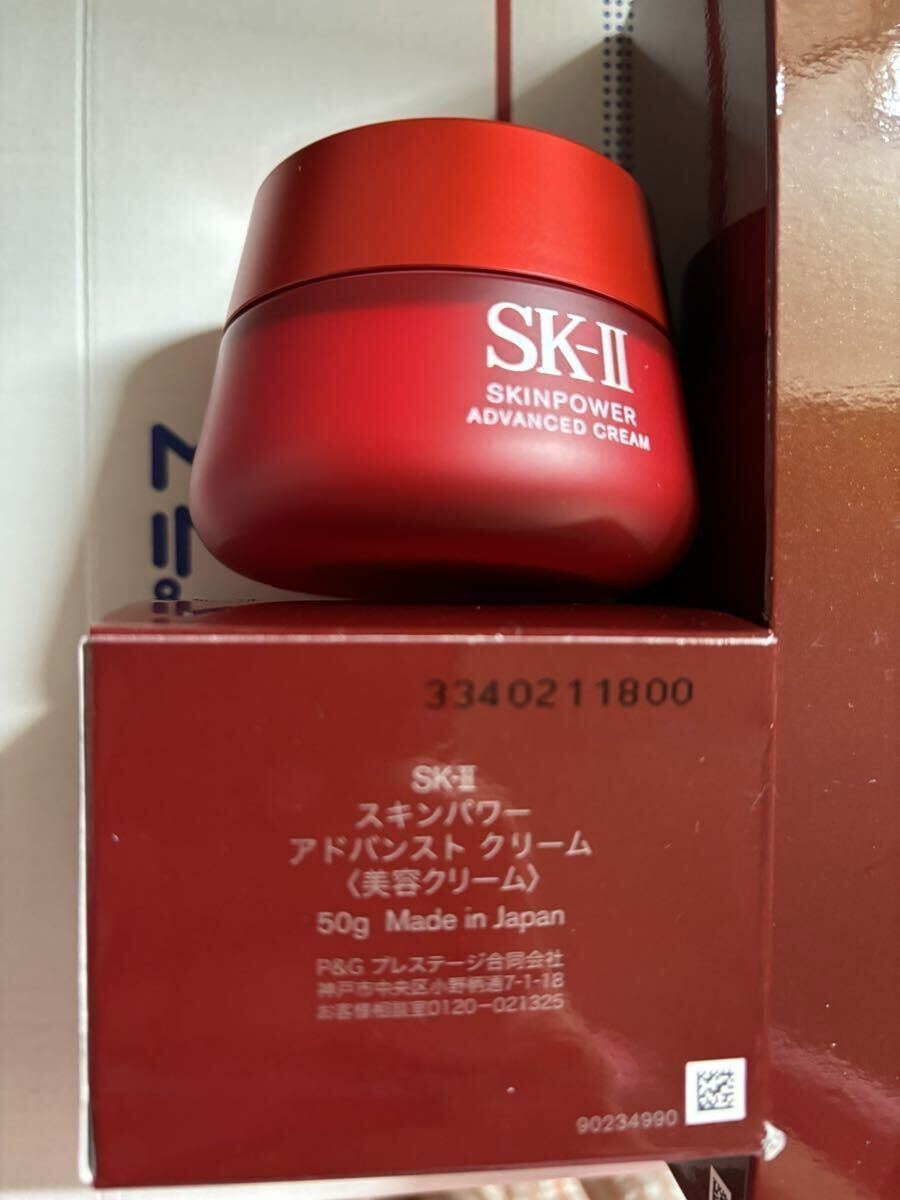 SK-II
SKINPOWER
ADVANCED CREAM
3340211800
SK-II
スキンパワー
アドバンスト クリーム
〈美容クリーム〉
50g Made in Japan
P&G プレステージ合同会社
神戸市中央区小野柄通7-1-18
お客様相談室0120-021325
90234990